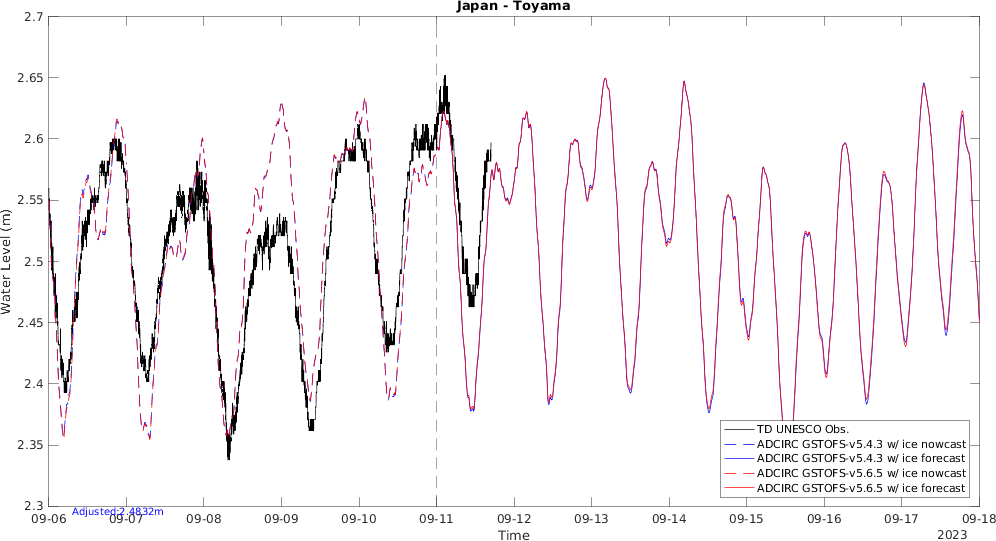 Japan - Toyama
2.7
2.65
2.6
2.55
2.5
2.45
2.4
2.35
2.3
Water Level (m)
TD UNESCO Obs.
ADCIRC GSTOFS-v5.4.3 w/ ice nowcast
ADCIRC GSTOFS-v5.4.3 w/ ice forecast
ADCIRC GSTOFS-v5.6.5 w/ ice nowcast
ADCIRC GSTOFS-v5.6.5 w/ ice forecast
Adjusted:2.4832m
09-06 09-07 09-08 09-09 09-10 09-11 09-12 09-13 09-14 09-15 09-16 09-17 09-18
Time
2023